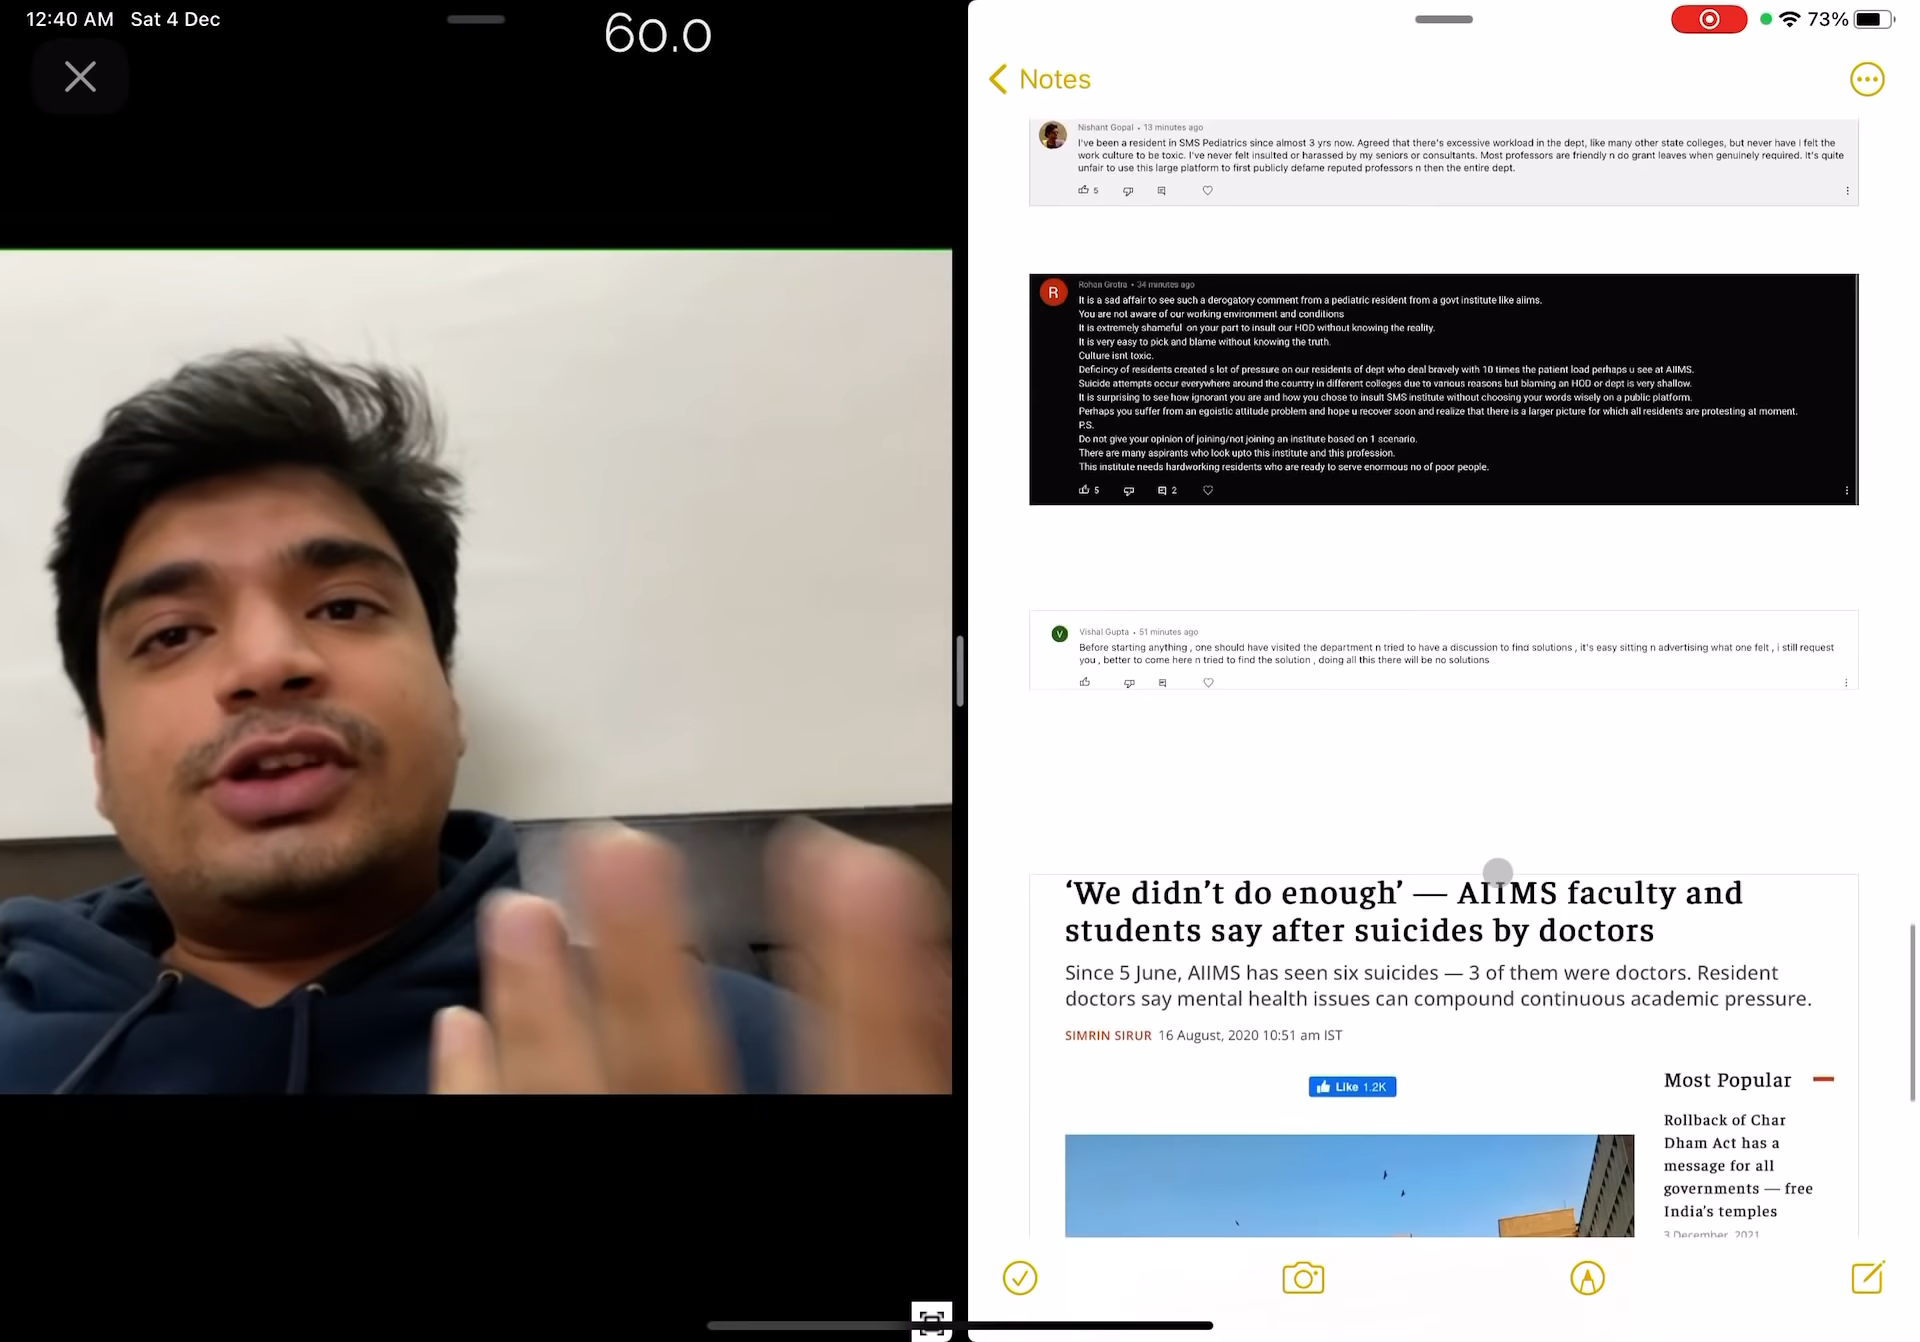 12:40 AM Sat 4 Dec
60.0
73%
Notes
Nishant Gopal • 13 minutes ago
I've been a resident in SMS Pediatrics since almost 3 yrs now. Agreed that there's excessive workload in the dept, like many other state colleges, but never have i felt the
work culture to be toxic. I've never felt insulted or harassed by my seniors or consultants. Most professors are friendly n do grant leaves when genuinely required. It's quite
unfair to use this large platform to first publicly defame reputed professors n then the entire dept.
5
R
Rohan Grotra • 34 minutes ago
It is a sad affair to see such a derogatory comment from a pediatric resident from a govt institute like aiims.
You are not aware of our working environment and conditions
It is extremely shameful on your part to insult our HOD without knowing the reality.
It is very easy to pick and blame without knowing the truth.
Culture isnt toxic.
Deficiency of residents created s lot of pressure on our residents of dept who deal bravely with 10 times the patient load perhaps u see at AIIMS.
Suicide attempts occur everywhere around the country in different colleges due to various reasons but blaming an HOD or dept is very shallow.
It is surprising to see how ignorant you are and how you chose to insult SMS institute without choosing your words wisely on a public platform.
Perhaps you suffer from an egoistic attitude problem and hope u recover soon and realize that there is a larger picture for which all residents are protesting at moment.
P.S.
Do not give your opinion of joining/not joining an institute based on 1 scenario.
There are many aspirants who look upto this institute and this profession.
This institute needs hardworking residents who are ready to serve enormous no of poor people.
5 2
V
Vishal Gupta • 51 minutes ago
Before starting anything , one should have visited the department n tried to have a discussion to find solutions , it's easy sitting n advertising what one felt , i still request
you , better to come here n tried to find the solution , doing all this there will be no solutions
‘We didn’t do enough’ — AIIMS faculty and
students say after suicides by doctors
Since 5 June, AIIMS has seen six suicides — 3 of them were doctors. Resident
doctors say mental health issues can compound continuous academic pressure.
SIMRIN SIRUR 16 August, 2020 10:51 am IST
Like 1.2K
Most Popular
Rollback of Char
Dham Act has a
message for all
governments — free
India’s temples
3 December, 2021